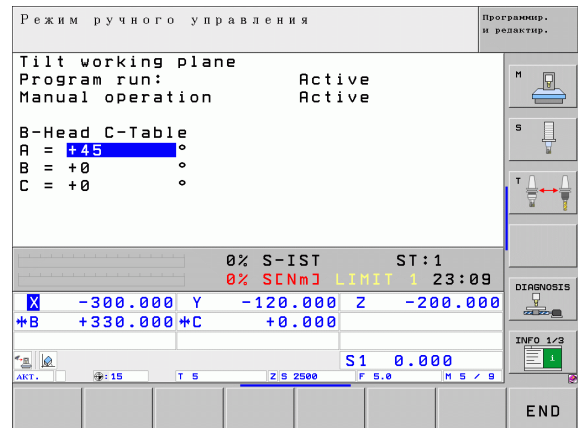 Режим ручного управления
Программир. и редактир.
Tilt working plane
Program run: Active
Manual operation Active
B-Head C-Table
A = +45 °
B = +0 °
C = +0 °
0% S-IST ST:1
0% S[Nm] LIMIT 1 23:09
X -300.000 Y -120.000 Z -200.000
B +330.000 C +0.000
S1 0.000
АКТ. : 15 T 5 Z S 2500 F 5.0 M 5 / 9
M
S
T
DIAGNOSIS
INFO 1/3
i
END